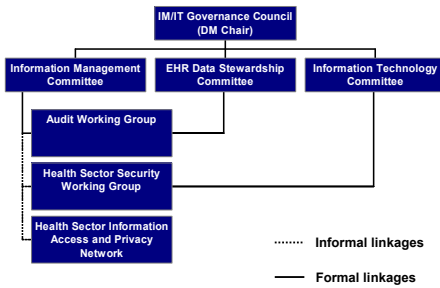 IM/IT Governance Council
(DM Chair)
Information Management
Committee
EHR Data Stewardship
Committee
Information Technology
Committee
Audit Working Group
Health Sector Security
Working Group
Health Sector Information
Access and Privacy
Network
Informal linkages
Formal linkages